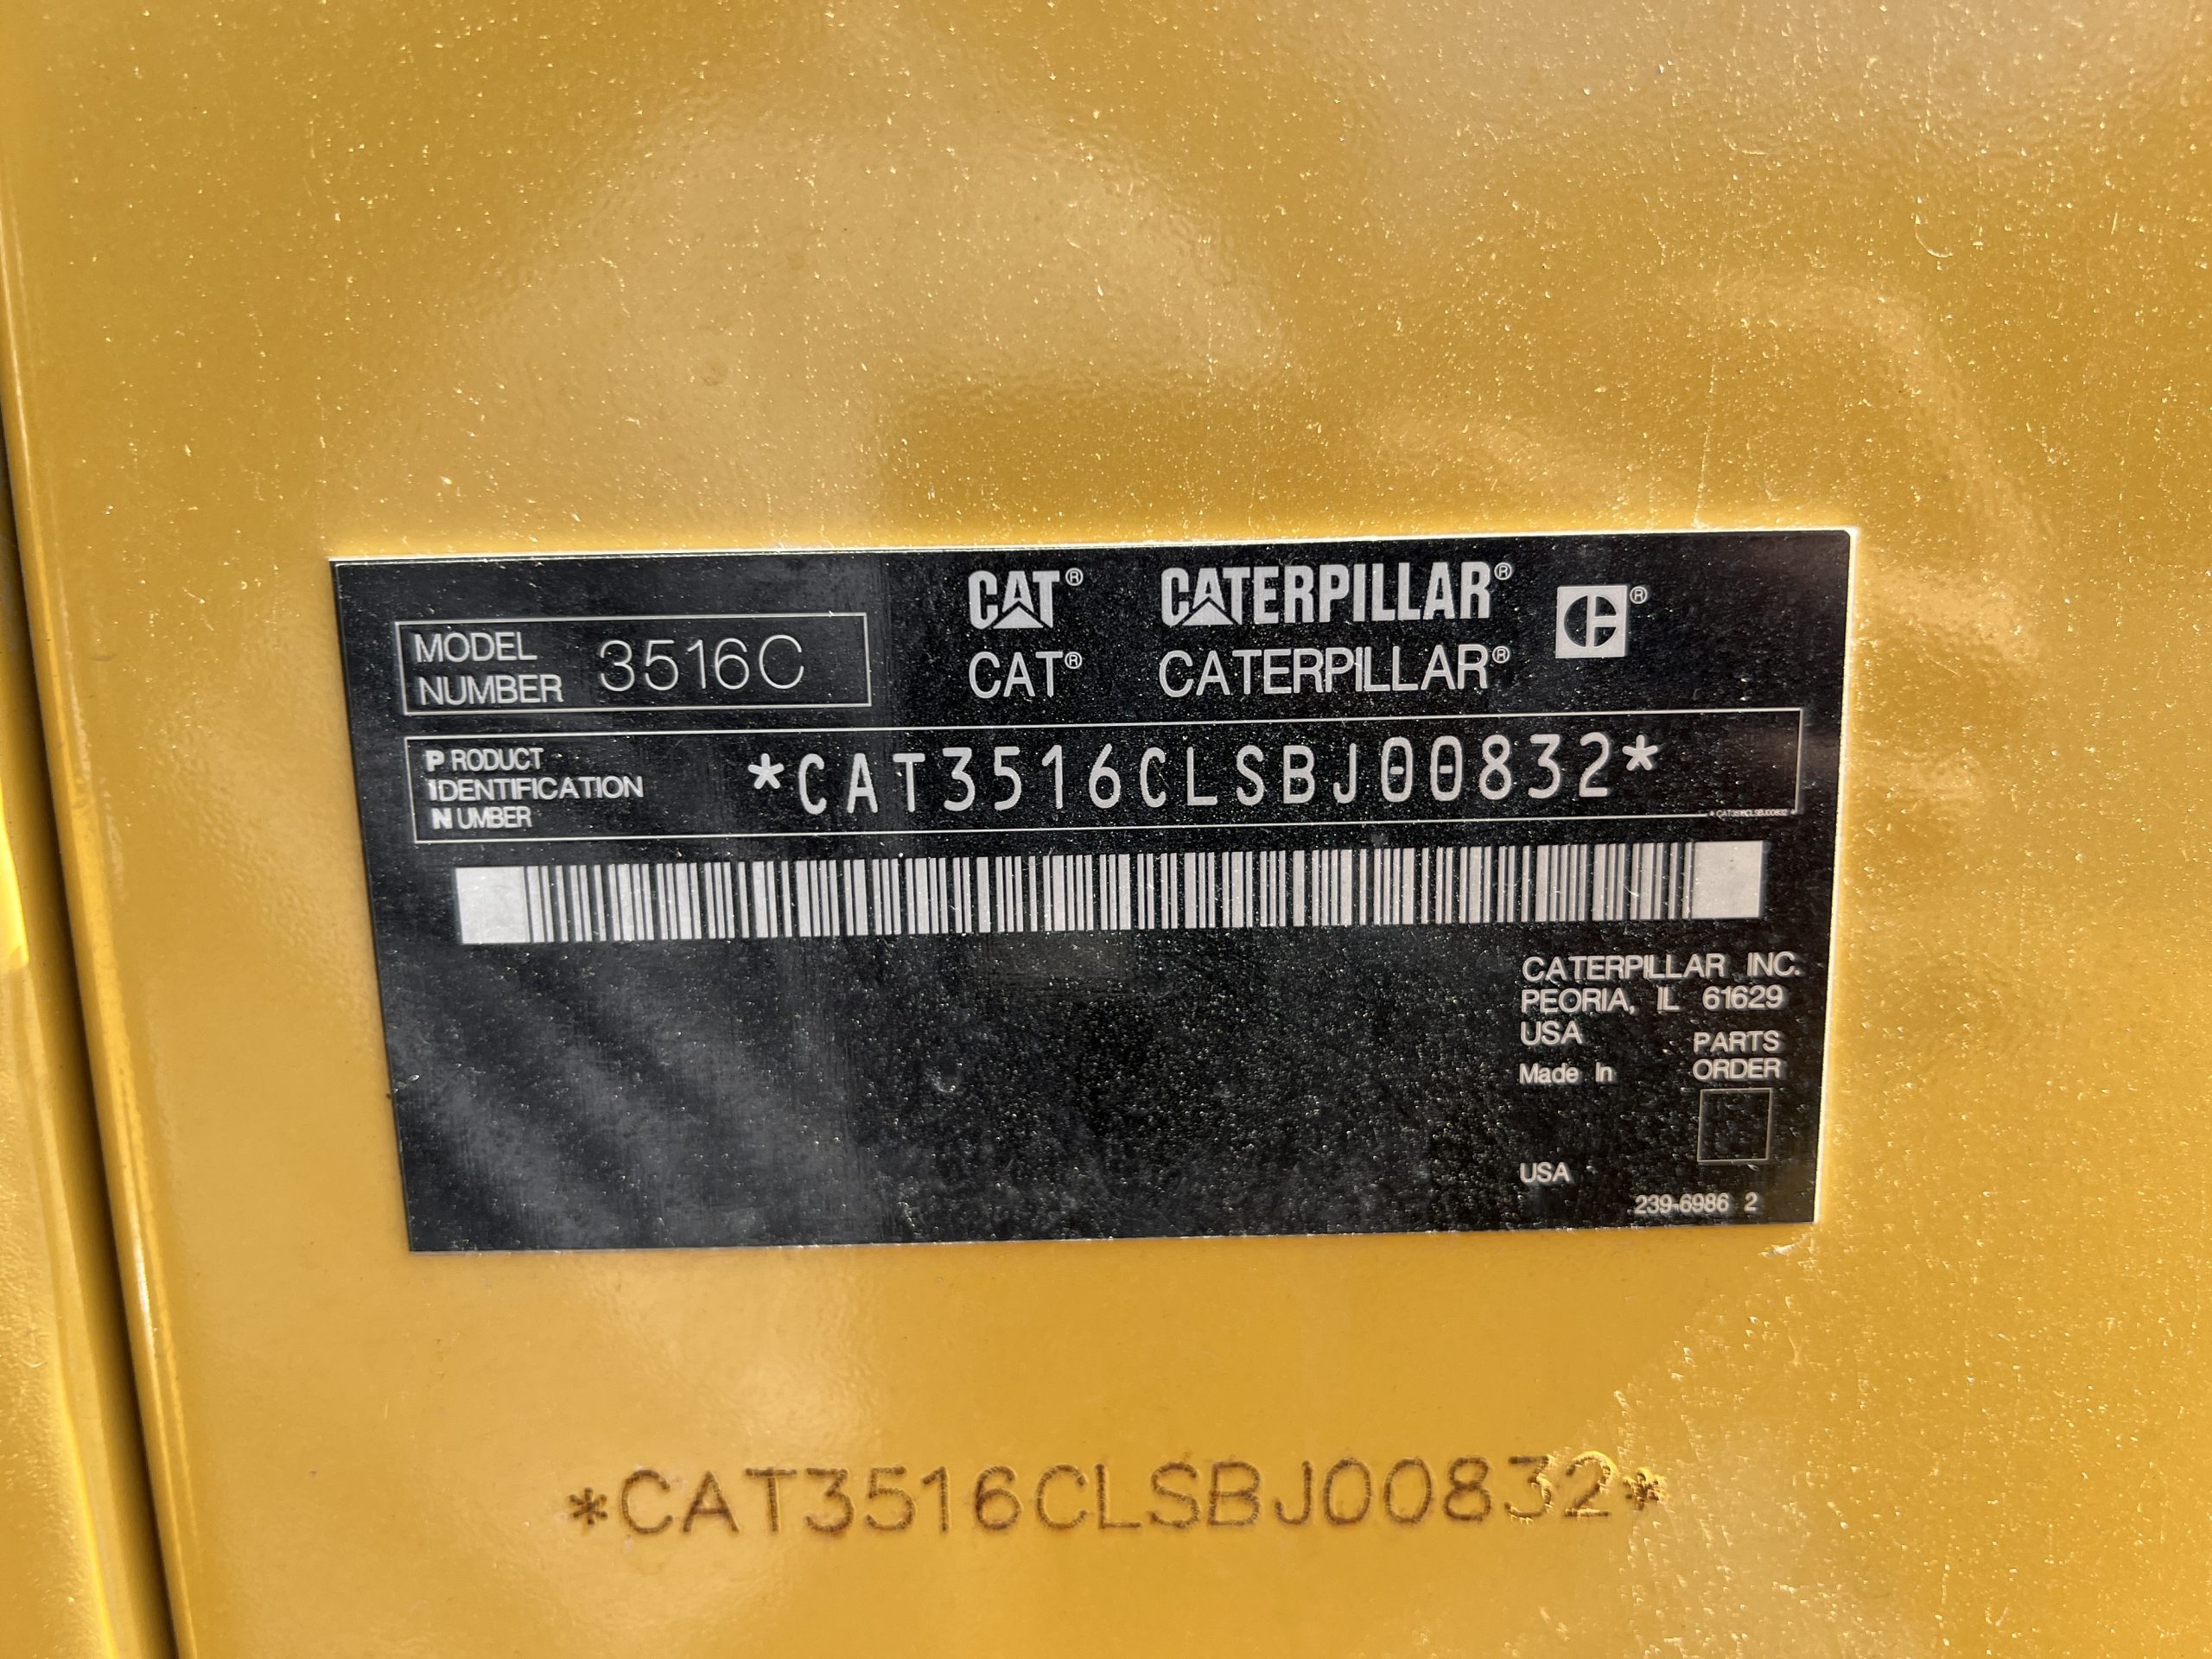 CAT® CATERPILLAR® C®
CAT® CATERPILLAR®
MODEL NUMBER 3516C
PRODUCT
IDENTIFICATION
NUMBER
*CAT3516CLSBJ00832*
*CAT3516CLSBJ00832
CATERPILLAR INC.
PEORIA, IL 61629
USA
Made In
PARTS
ORDER
USA
239-6986 2
*CAT3516CLSBJ00832*